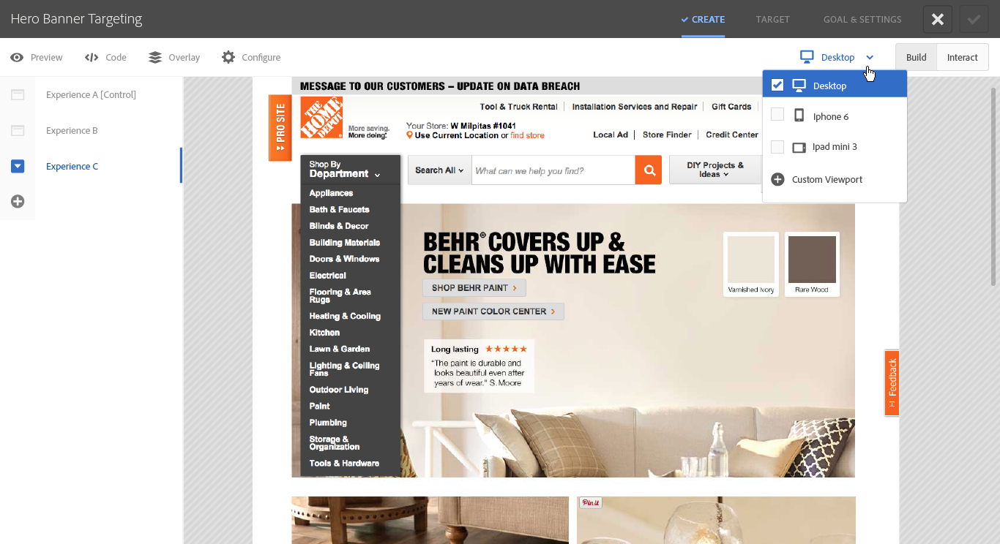 Hero Banner Targeting
CREATE
TARGET
GOAL & SETTINGS
Preview
Code
Overlay
Configure
Desktop
Build
Interact
Desktop
Iphone 6
Ipad mini 3
Custom Viewport
Experience A [Control]
Experience B
Experience C
MESSAGE TO OUR CUSTOMERS – UPDATE ON DATA BREACH
PRO SITE
THE
HOME
DEPOT
More saving.
More doing.
Tool & Truck Rental
Installation Services and Repair
Gift Cards
Your Store: W Milpitas #1041
Use Current Location or find store
Local Ad
Store Finder
Credit Center
Shop By
Department
Search All
What can we help you find?
DIY Projects &
Ideas
Appliances
Bath & Faucets
Blinds & Decor
Building Materials
Doors & Windows
Electrical
Flooring & Area
Rugs
Heating & Cooling
Kitchen
Lawn & Garden
Lighting & Ceiling
Fans
Outdoor Living
Paint
Plumbing
Storage &
Organization
Tools & Hardware
BEHR® COVERS UP &
CLEANS UP WITH EASE
SHOP BEHR PAINT >
NEW PAINT COLOR CENTER >
Long lasting ★★★★★
“The paint is durable and
looks beautiful even after
years of wear.” S. Moore
Varnished Ivory
Rare Wood
Feedback
Pin it